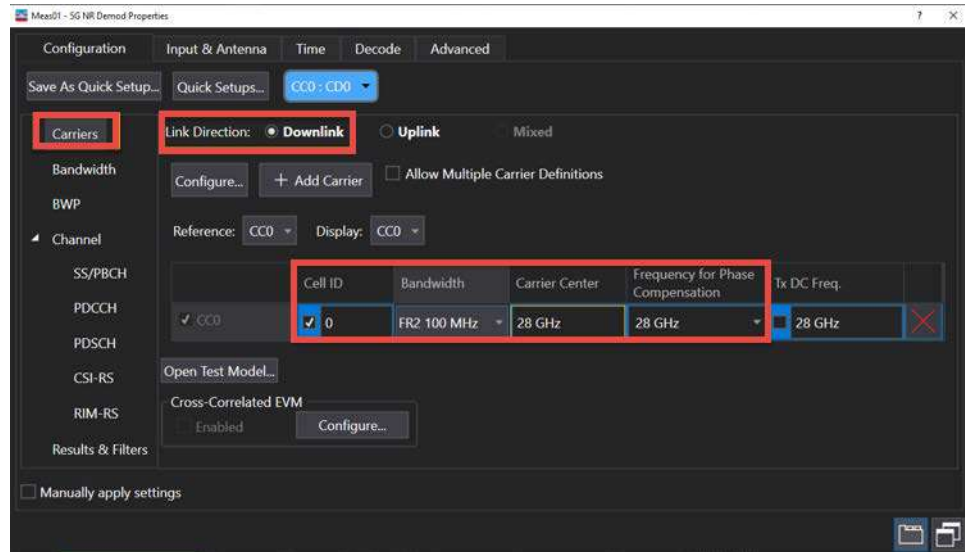 Meas01 - 5G NR Demod Properties
? ×
Configuration Input & Antenna Time Decode Advanced
Save As Quick Setup... Quick Setups... CC0 : CD0
Carriers Link Direction: Downlink Uplink Mixed
Bandwidth Configure... + Add Carrier Allow Multiple Carrier Definitions
BWP
Channel Reference: CC0 Display: CC0
SS/PBCH Cell ID Bandwidth Carrier Center Frequency for Phase
Compensation Tx DC Freq.
PDCCH CC0 0 FR2 100 MHz 28 GHz 28 GHz 28 GHz
PDSCH
CSI-RS Open Test Model...
Cross-Correlated EVM
RIM-RS Enabled Configure...
Results & Filters
Manually apply settings